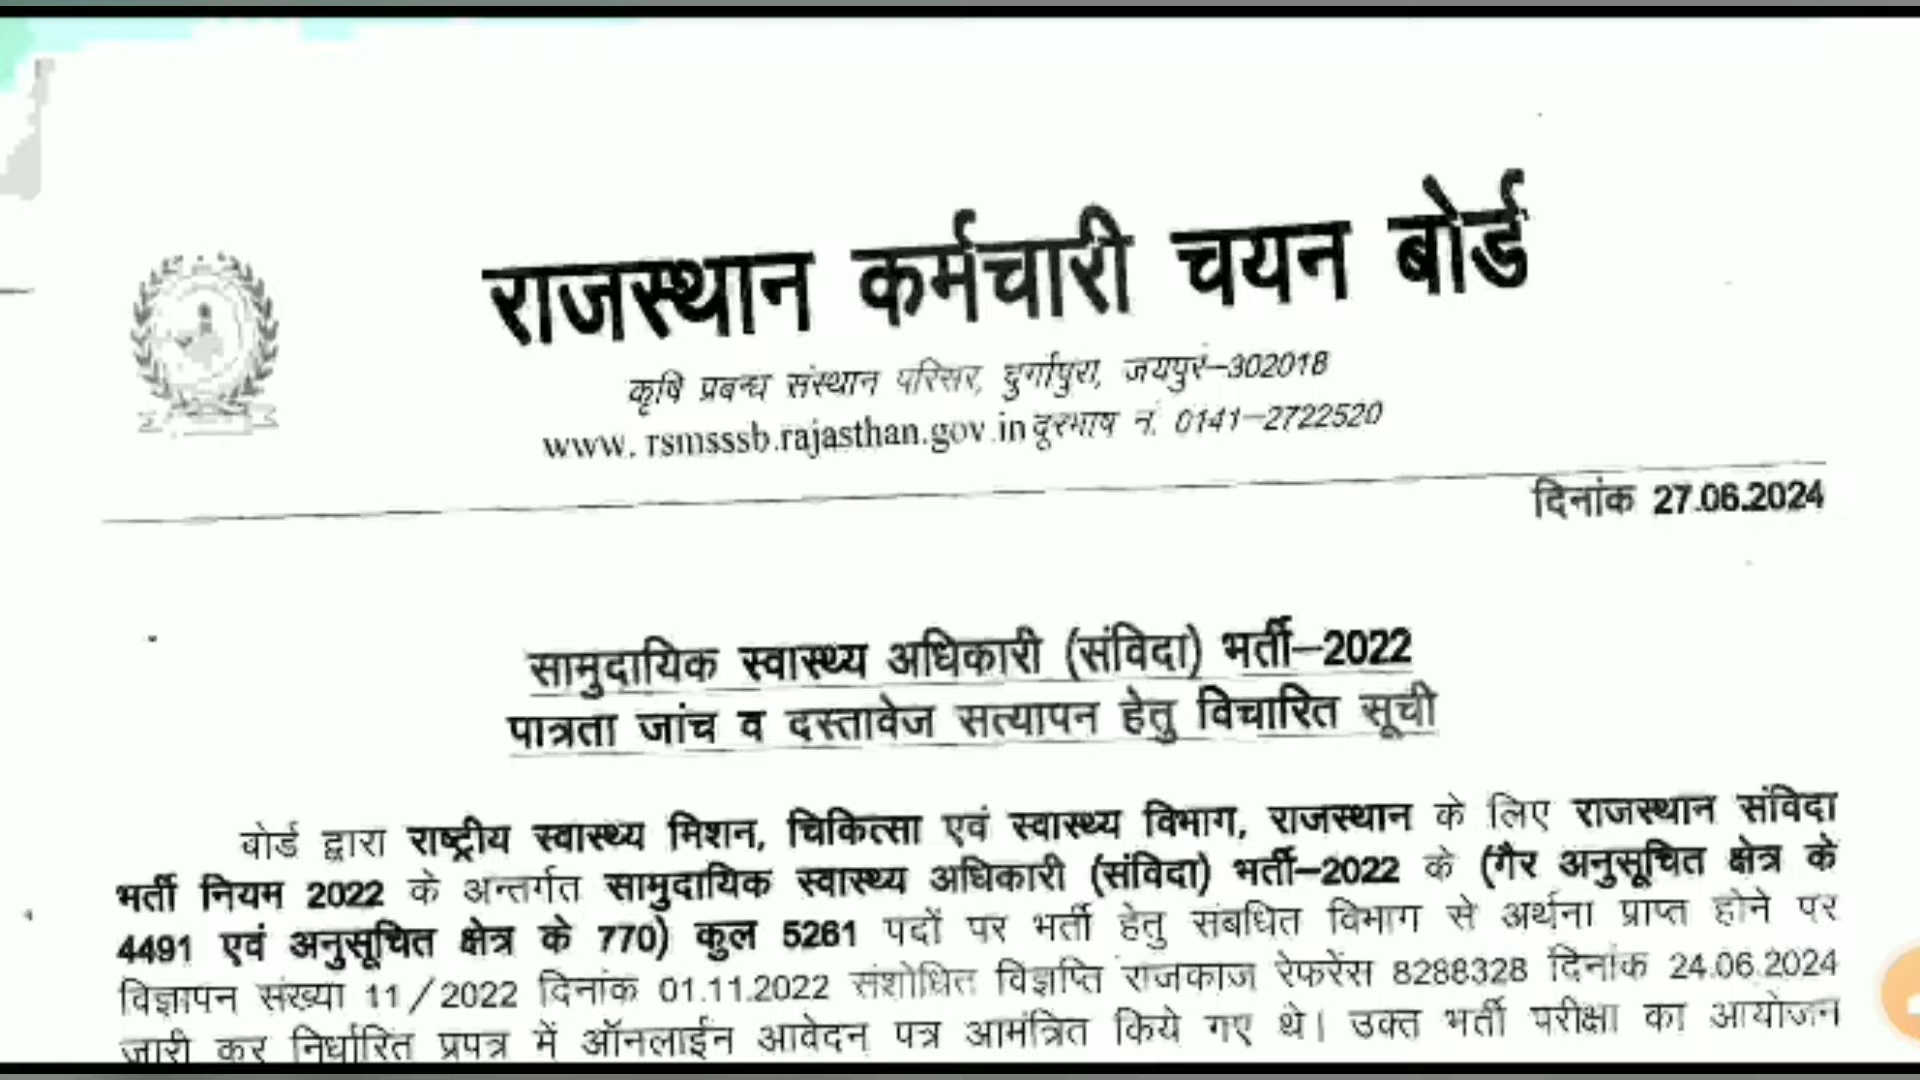 राजस्थान कर्मचारी चयन बोर्ड
कृषि प्रबन्ध संस्थान परिसर, दुर्गापुरा, जयपुर–302018
www. rsmsssb.rajasthan.gov.in दूरभाष नं. 0141–2722520
दिनांक 27.06.2024
सामुदायिक स्वास्थ्य अधिकारी (संविदा) भर्ती–2022
पात्रता जांच व दस्तावेज सत्यापन हेतु विचारित सूची
बोर्ड द्वारा राष्ट्रीय स्वास्थ्य मिशन, चिकित्सा एवं स्वास्थ्य विभाग, राजस्थान के लिए राजस्थान संविदा
भर्ती नियम 2022 के अन्तर्गत सामुदायिक स्वास्थ्य अधिकारी (संविदा) भर्ती–2022 के (गैर अनुसूचित क्षेत्र के
4491 एवं अनुसूचित क्षेत्र के 770) कुल 5261 पदों पर भर्ती हेतु संबधित विभाग से अर्थना प्राप्त होने पर
विज्ञापन संख्या 11/2022 दिनांक 01.11.2022 संशोधित विज्ञप्ति राजकाज रेफरेंस 8288328 दिनांक 24.06.2024
जारी कर निर्धारित प्रपत्र में ऑनलाईन आवेदन पत्र आमंत्रित किये गए थे। उक्त भर्ती परीक्षा का आयोजन